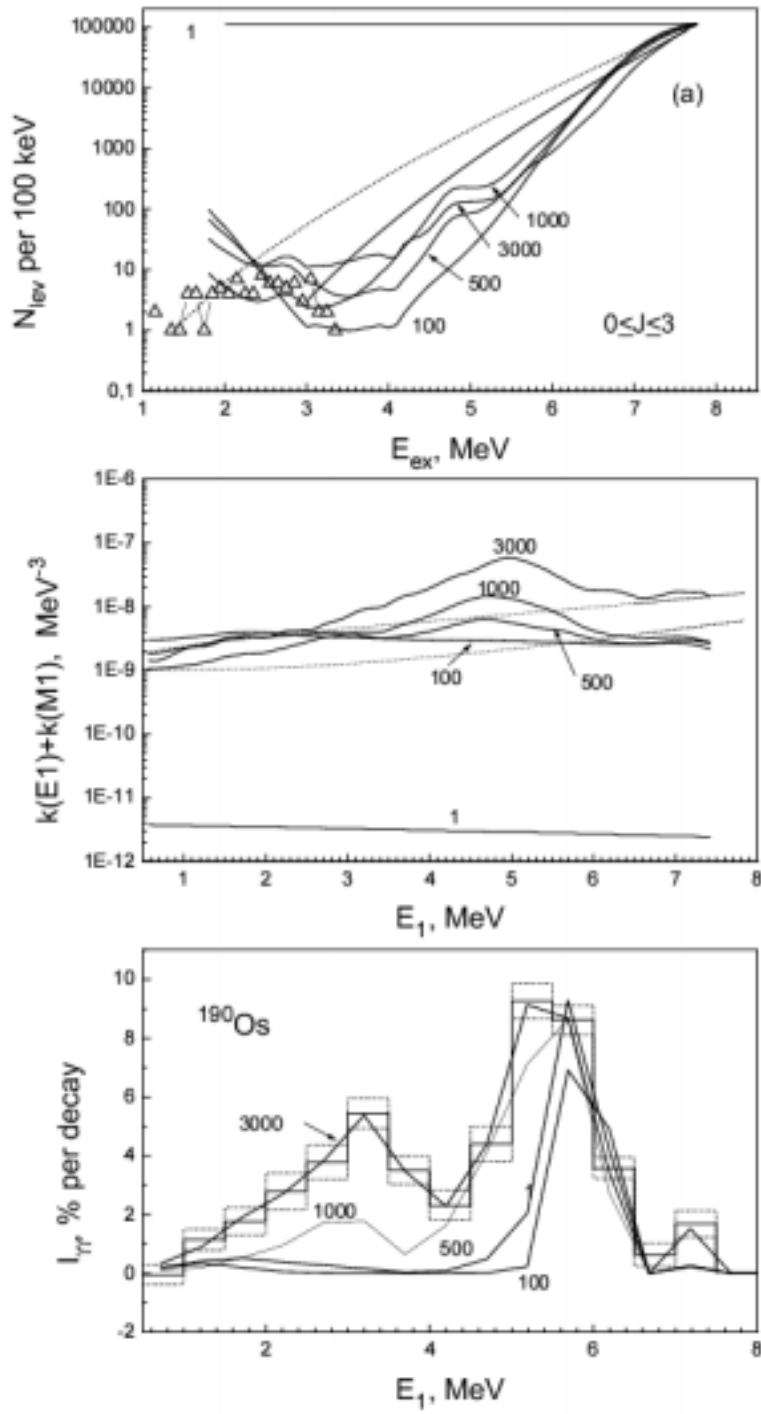 100000
10000
1000
100
10
1
0,1
N_lev per 100 keV
1
(a)
1000
3000
500
100
0≤J≤3
1 2 3 4 5 6 7 8
E_ex, MeV
1E-6
1E-7
1E-8
1E-9
1E-10
1E-11
1E-12
k(E1)+k(M1), MeV⁻³
3000
1000
100
500
1
1 2 3 4 5 6 7 8
E₁, MeV
10
8
6
4
2
0
-2
I_γγ, % per decay
¹⁹⁰Os
3000
1000
500
1
100
2 4 6 8
E₁, MeV